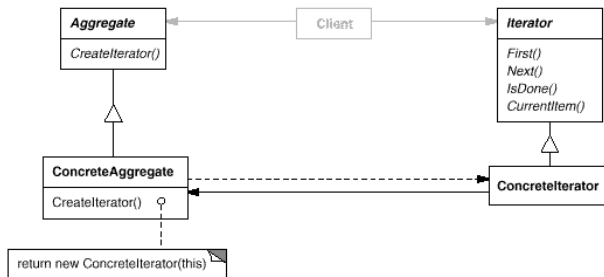 Aggregate
CreateIterator()
Client
Iterator
First()
Next()
IsDone()
CurrentItem()
ConcreteAggregate
CreateIterator()
ConcreteIterator
return new ConcreteIterator(this)